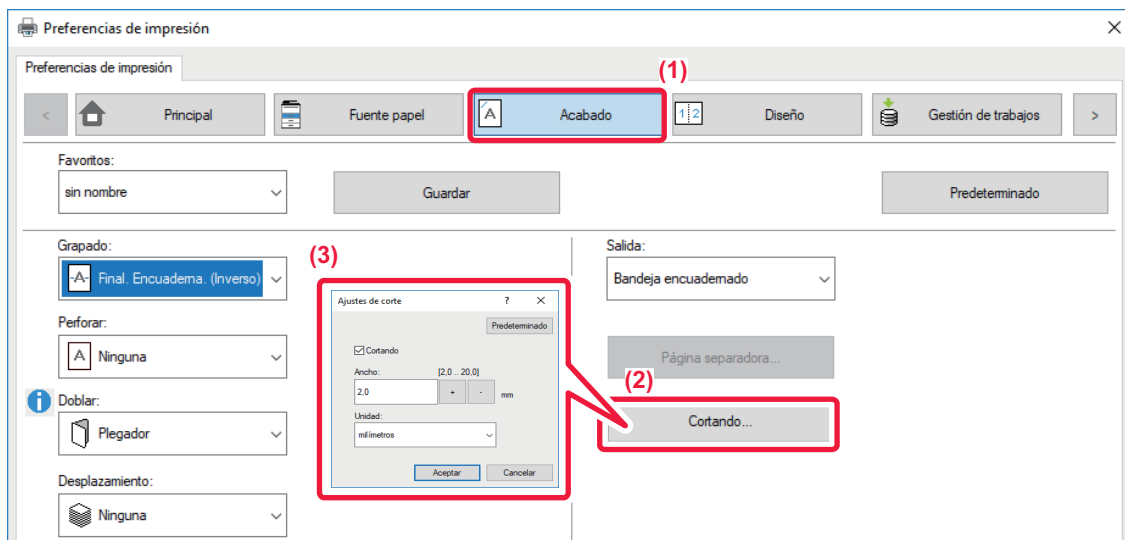 Preferencias de impresión
Preferencias de impresión
(1)
< Principal Fuente papel A Acabado 1 2 Diseño Gestión de trabajos >
Favoritos:
sin nombre Guardar Predeterminado
Grapado:
-A- Final. Encuaderna. (Inverso)
Perforar:
A Ninguna
Doblar:
Plegador
Desplazamiento:
Ninguna
(3)
Ajustes de corte ? ×
Predeterminado
Cortando
Ancho: [2,0 .. 20,0]
2,0 + - mm
Unidad:
milímetros
Aceptar Cancelar
Salida:
Bandeja encuadernado
Página separadora...
(2)
Cortando...